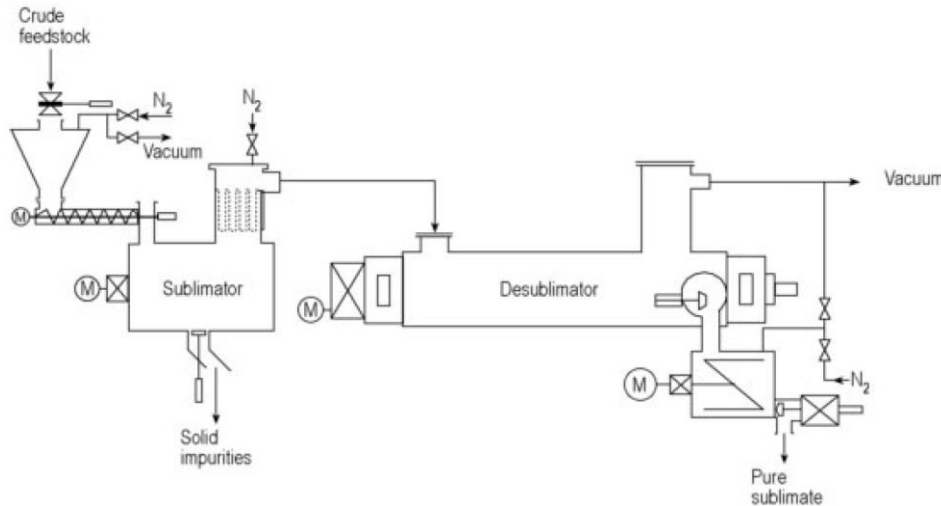 Crude
feedstock
N₂
N₂
Vacuum
Vacuum
M
M
Sublimator
M
Desublimator
M
N₂
Solid
impurities
Pure
sublimate